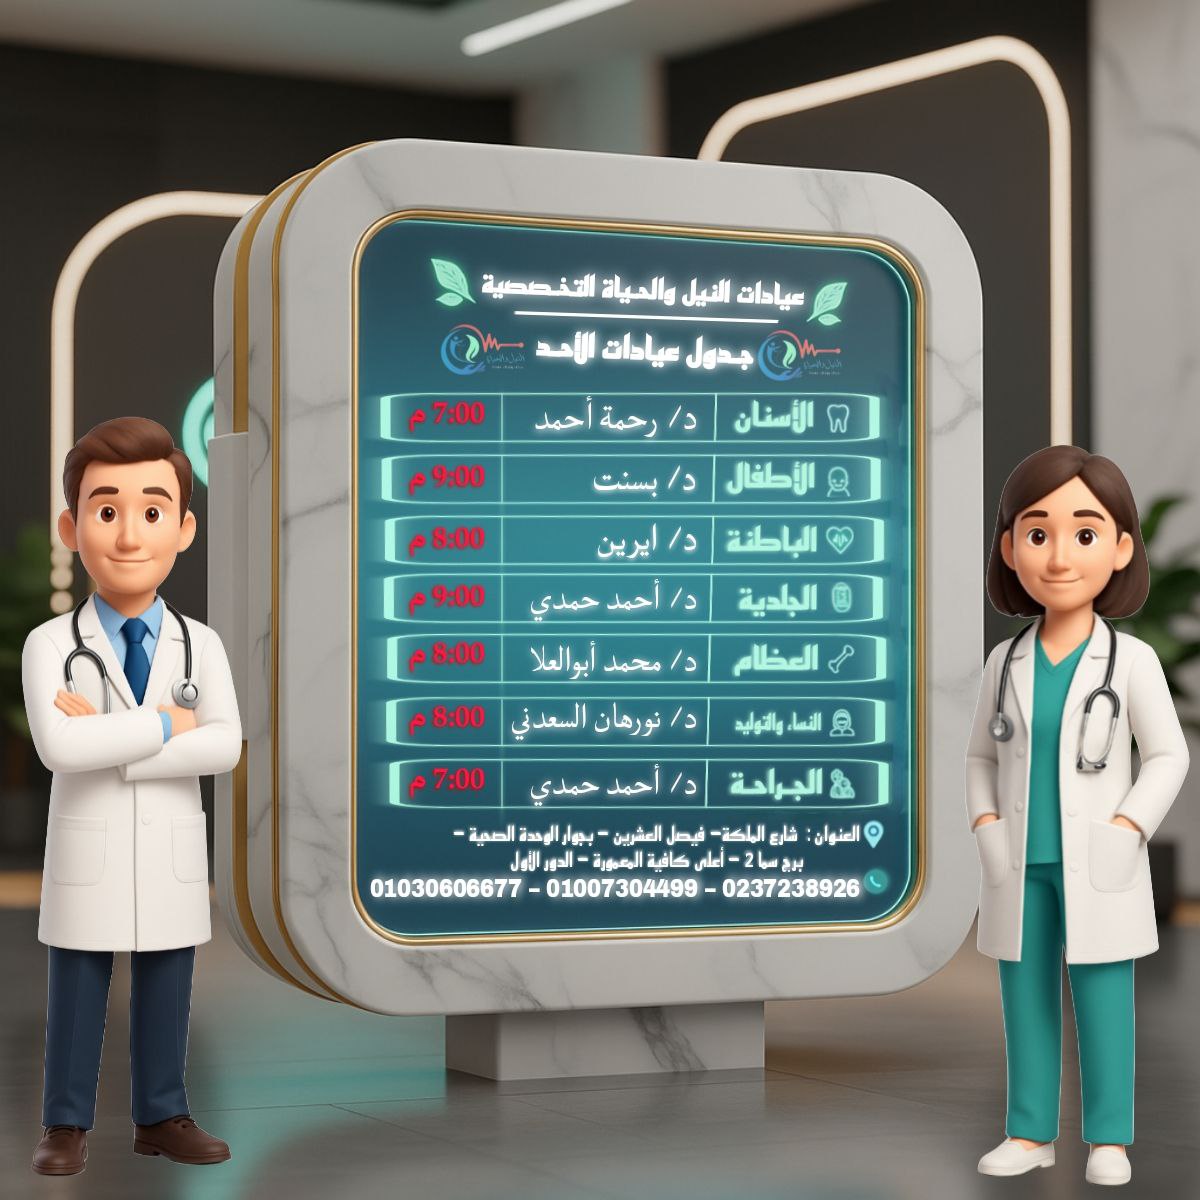 عيادات النيل والحياة التخصصية
جدول عيادات الأحد
النيل والحياة
الأسنان د/ رحمة أحمد 7:00 م
الأطفال د/ بسنت 9:00 م
الباطنة د/ ايرين 8:00 م
الجلدية د/ أحمد حمدي 9:00 م
العظام د/ محمد أبوالعلا 8:00 م
النساء والتوليد د/ نورهان السعدني 8:00 م
الجراحة د/ أحمد حمدي 7:00 م
العنوان : شارع الملكة– فيصل العشرين – بجوار الوحدة الصحية –
برج سما 2 – أعلى كافية المعمورة – الدور الأول
01030606677 – 01007304499 – 0237238926